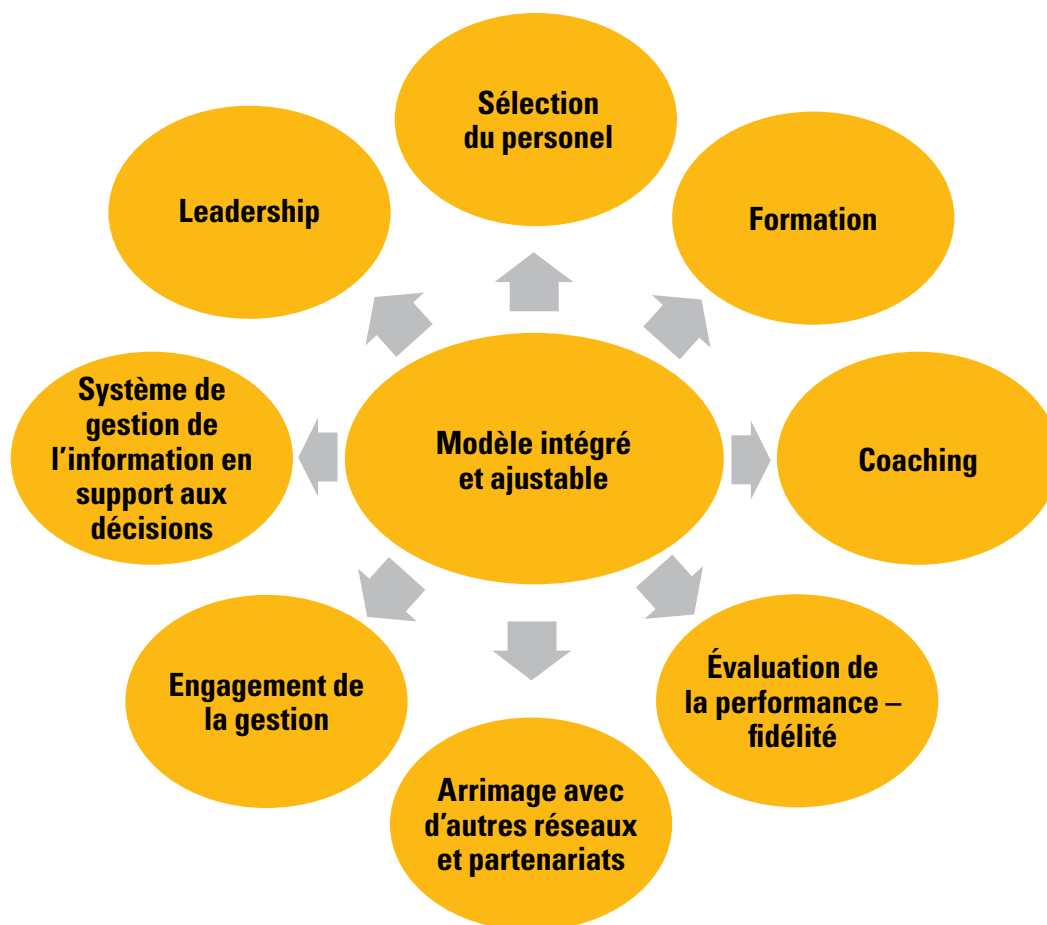 Sélection
du personel
Leadership
Formation
Système de
gestion de
l'information en
support aux
décisions
Modèle intégré
et ajustable
Coaching
Engagement de
la gestion
Évaluation de
la performance –
fidélité
Arrimage avec
d'autres réseaux
et partenariats